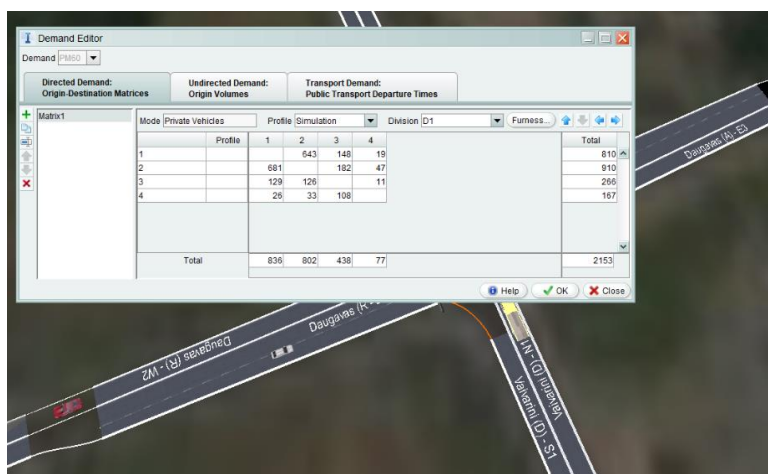 Demand Editor
Demand PM60
Directed Demand:
Origin-Destination Matrices
Undirected Demand:
Origin Volumes
Transport Demand:
Public Transport Departure Times
Matrix1
Mode Private Vehicles Profile Simulation Division D1 Furness...
Profile 1 2 3 4 Total
1 643 148 19 810
2 681 182 47 910
3 129 126 11 266
4 26 33 108 167
Total 836 802 438 77 2153
Help OK Close
Daugavas (A) - E3
Daugavas (R) - W2
Daugavas (R -
Valvarini (D) - N1
Valvarini (D) - S1